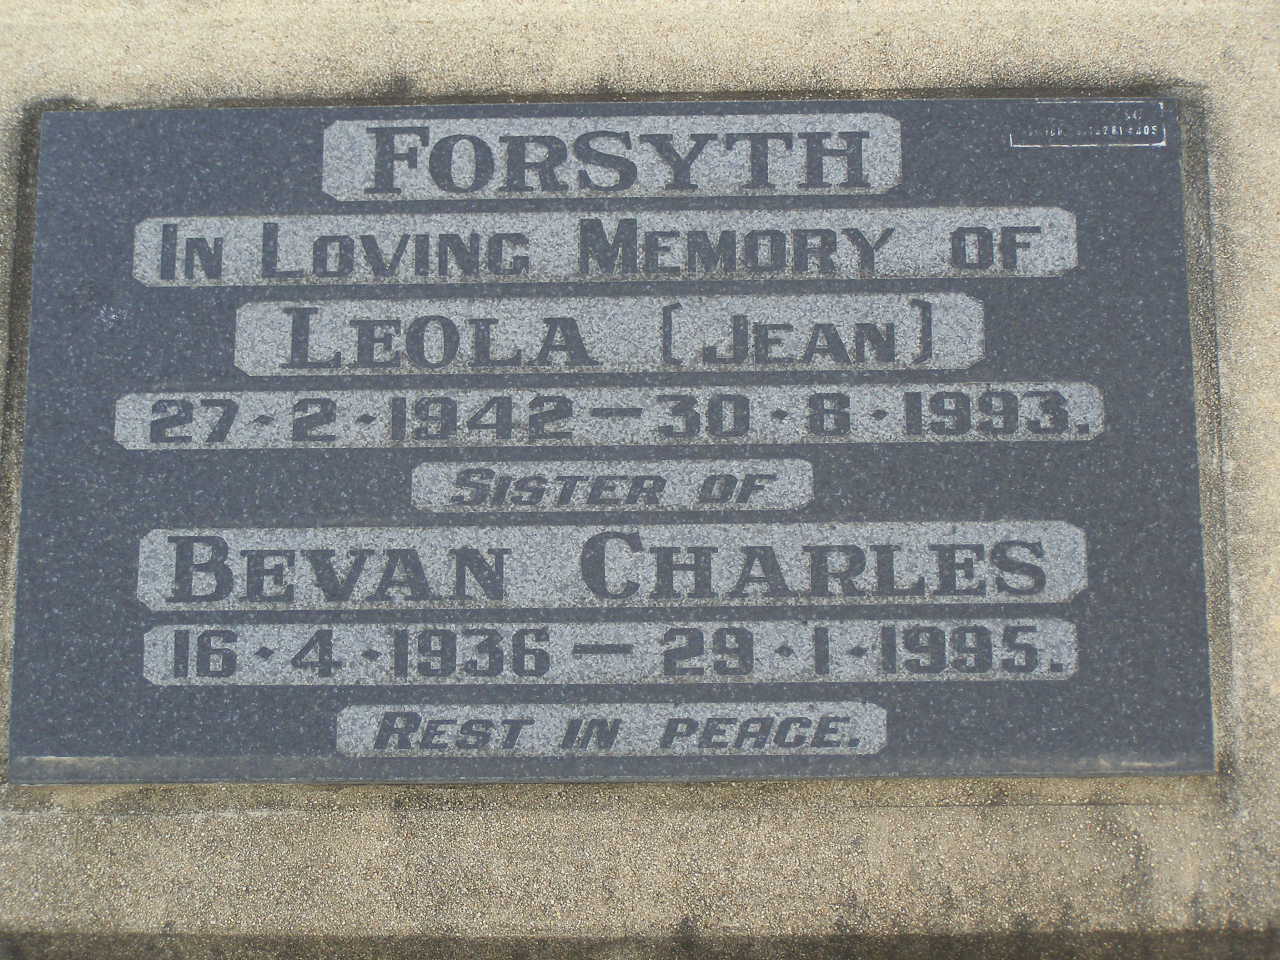 FORSYTH
IN LOVING MEMORY OF
LEOLA (JEAN)
27·2·1942—30·8·1993.
SISTER OF
BEVAN CHARLES
16·4·1936—29·1·1995.
REST IN PEACE.